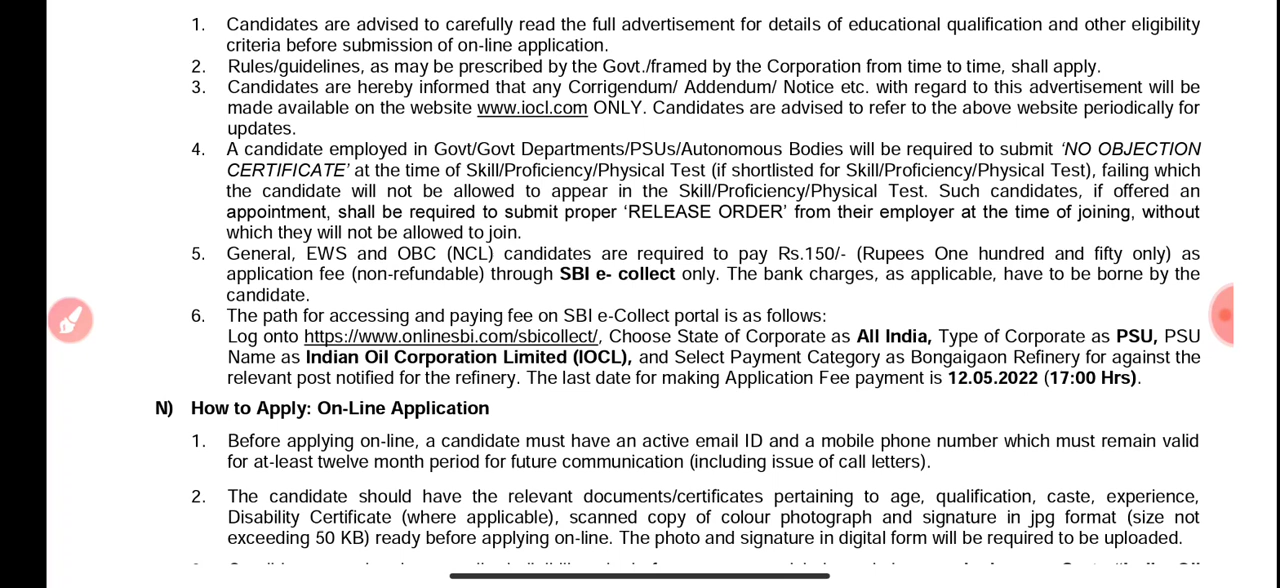 1. Candidates are advised to carefully read the full advertisement for details of educational qualification and other eligibility
criteria before submission of on-line application.
2. Rules/guidelines, as may be prescribed by the Govt./framed by the Corporation from time to time, shall apply.
3. Candidates are hereby informed that any Corrigendum/ Addendum/ Notice etc. with regard to this advertisement will be
made available on the website www.iocl.com ONLY. Candidates are advised to refer to the above website periodically for
updates.
4. A candidate employed in Govt/Govt Departments/PSUs/Autonomous Bodies will be required to submit ‘NO OBJECTION
CERTIFICATE’ at the time of Skill/Proficiency/Physical Test (if shortlisted for Skill/Proficiency/Physical Test), failing which
the candidate will not be allowed to appear in the Skill/Proficiency/Physical Test. Such candidates, if offered an
appointment, shall be required to submit proper ‘RELEASE ORDER’ from their employer at the time of joining, without
which they will not be allowed to join.
5. General, EWS and OBC (NCL) candidates are required to pay Rs.150/- (Rupees One hundred and fifty only) as
application fee (non-refundable) through SBI e- collect only. The bank charges, as applicable, have to be borne by the
candidate.
6. The path for accessing and paying fee on SBI e-Collect portal is as follows:
Log onto https://www.onlinesbi.com/sbicollect/, Choose State of Corporate as All India, Type of Corporate as PSU, PSU
Name as Indian Oil Corporation Limited (IOCL), and Select Payment Category as Bongaigaon Refinery for against the
relevant post notified for the refinery. The last date for making Application Fee payment is 12.05.2022 (17:00 Hrs).
N) How to Apply: On-Line Application
1. Before applying on-line, a candidate must have an active email ID and a mobile phone number which must remain valid
for at-least twelve month period for future communication (including issue of call letters).
2. The candidate should have the relevant documents/certificates pertaining to age, qualification, caste, experience,
Disability Certificate (where applicable), scanned copy of colour photograph and signature in jpg format (size not
exceeding 50 KB) ready before applying on-line. The photo and signature in digital form will be required to be uploaded.